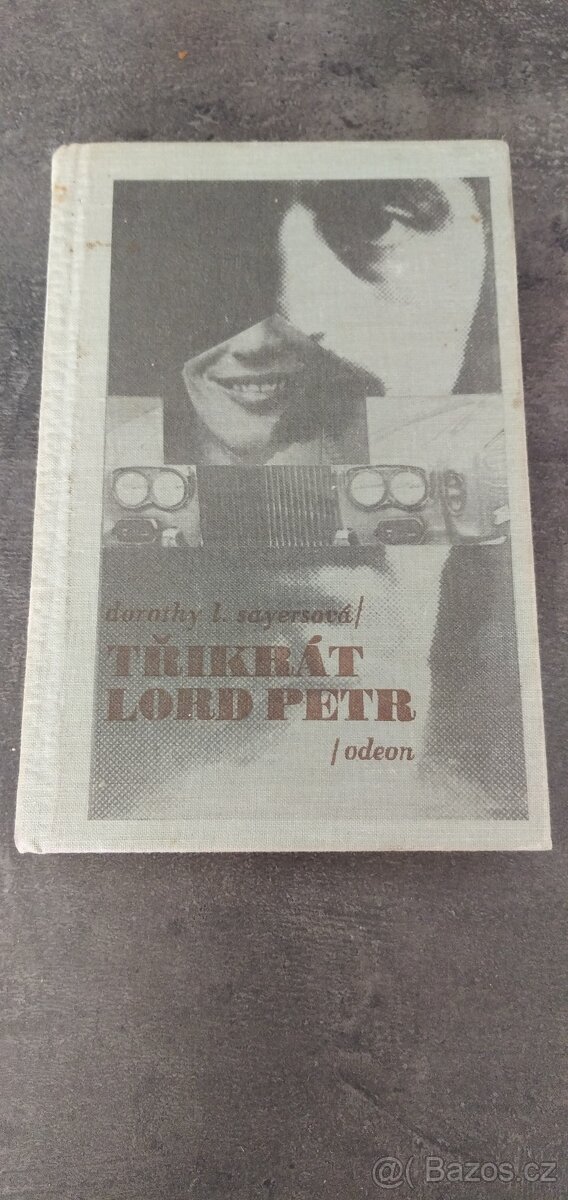 dorothy l. sayersová/
TŘIKRÁT
LORD PETR
/odeon
@( Bazos.cz